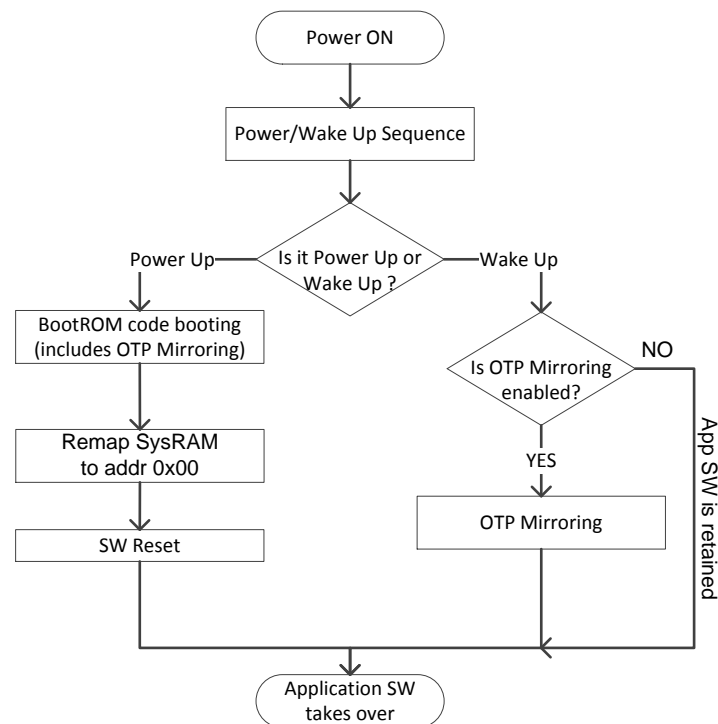 Power ON
Power/Wake Up Sequence
Is it Power Up or
Wake Up ?
Power Up
Wake Up
BootROM code booting
(includes OTP Mirroring)
Is OTP Mirroring
enabled?
NO
YES
App SW is retained
Remap SysRAM
to addr 0x00
OTP Mirroring
SW Reset
Application SW
takes over